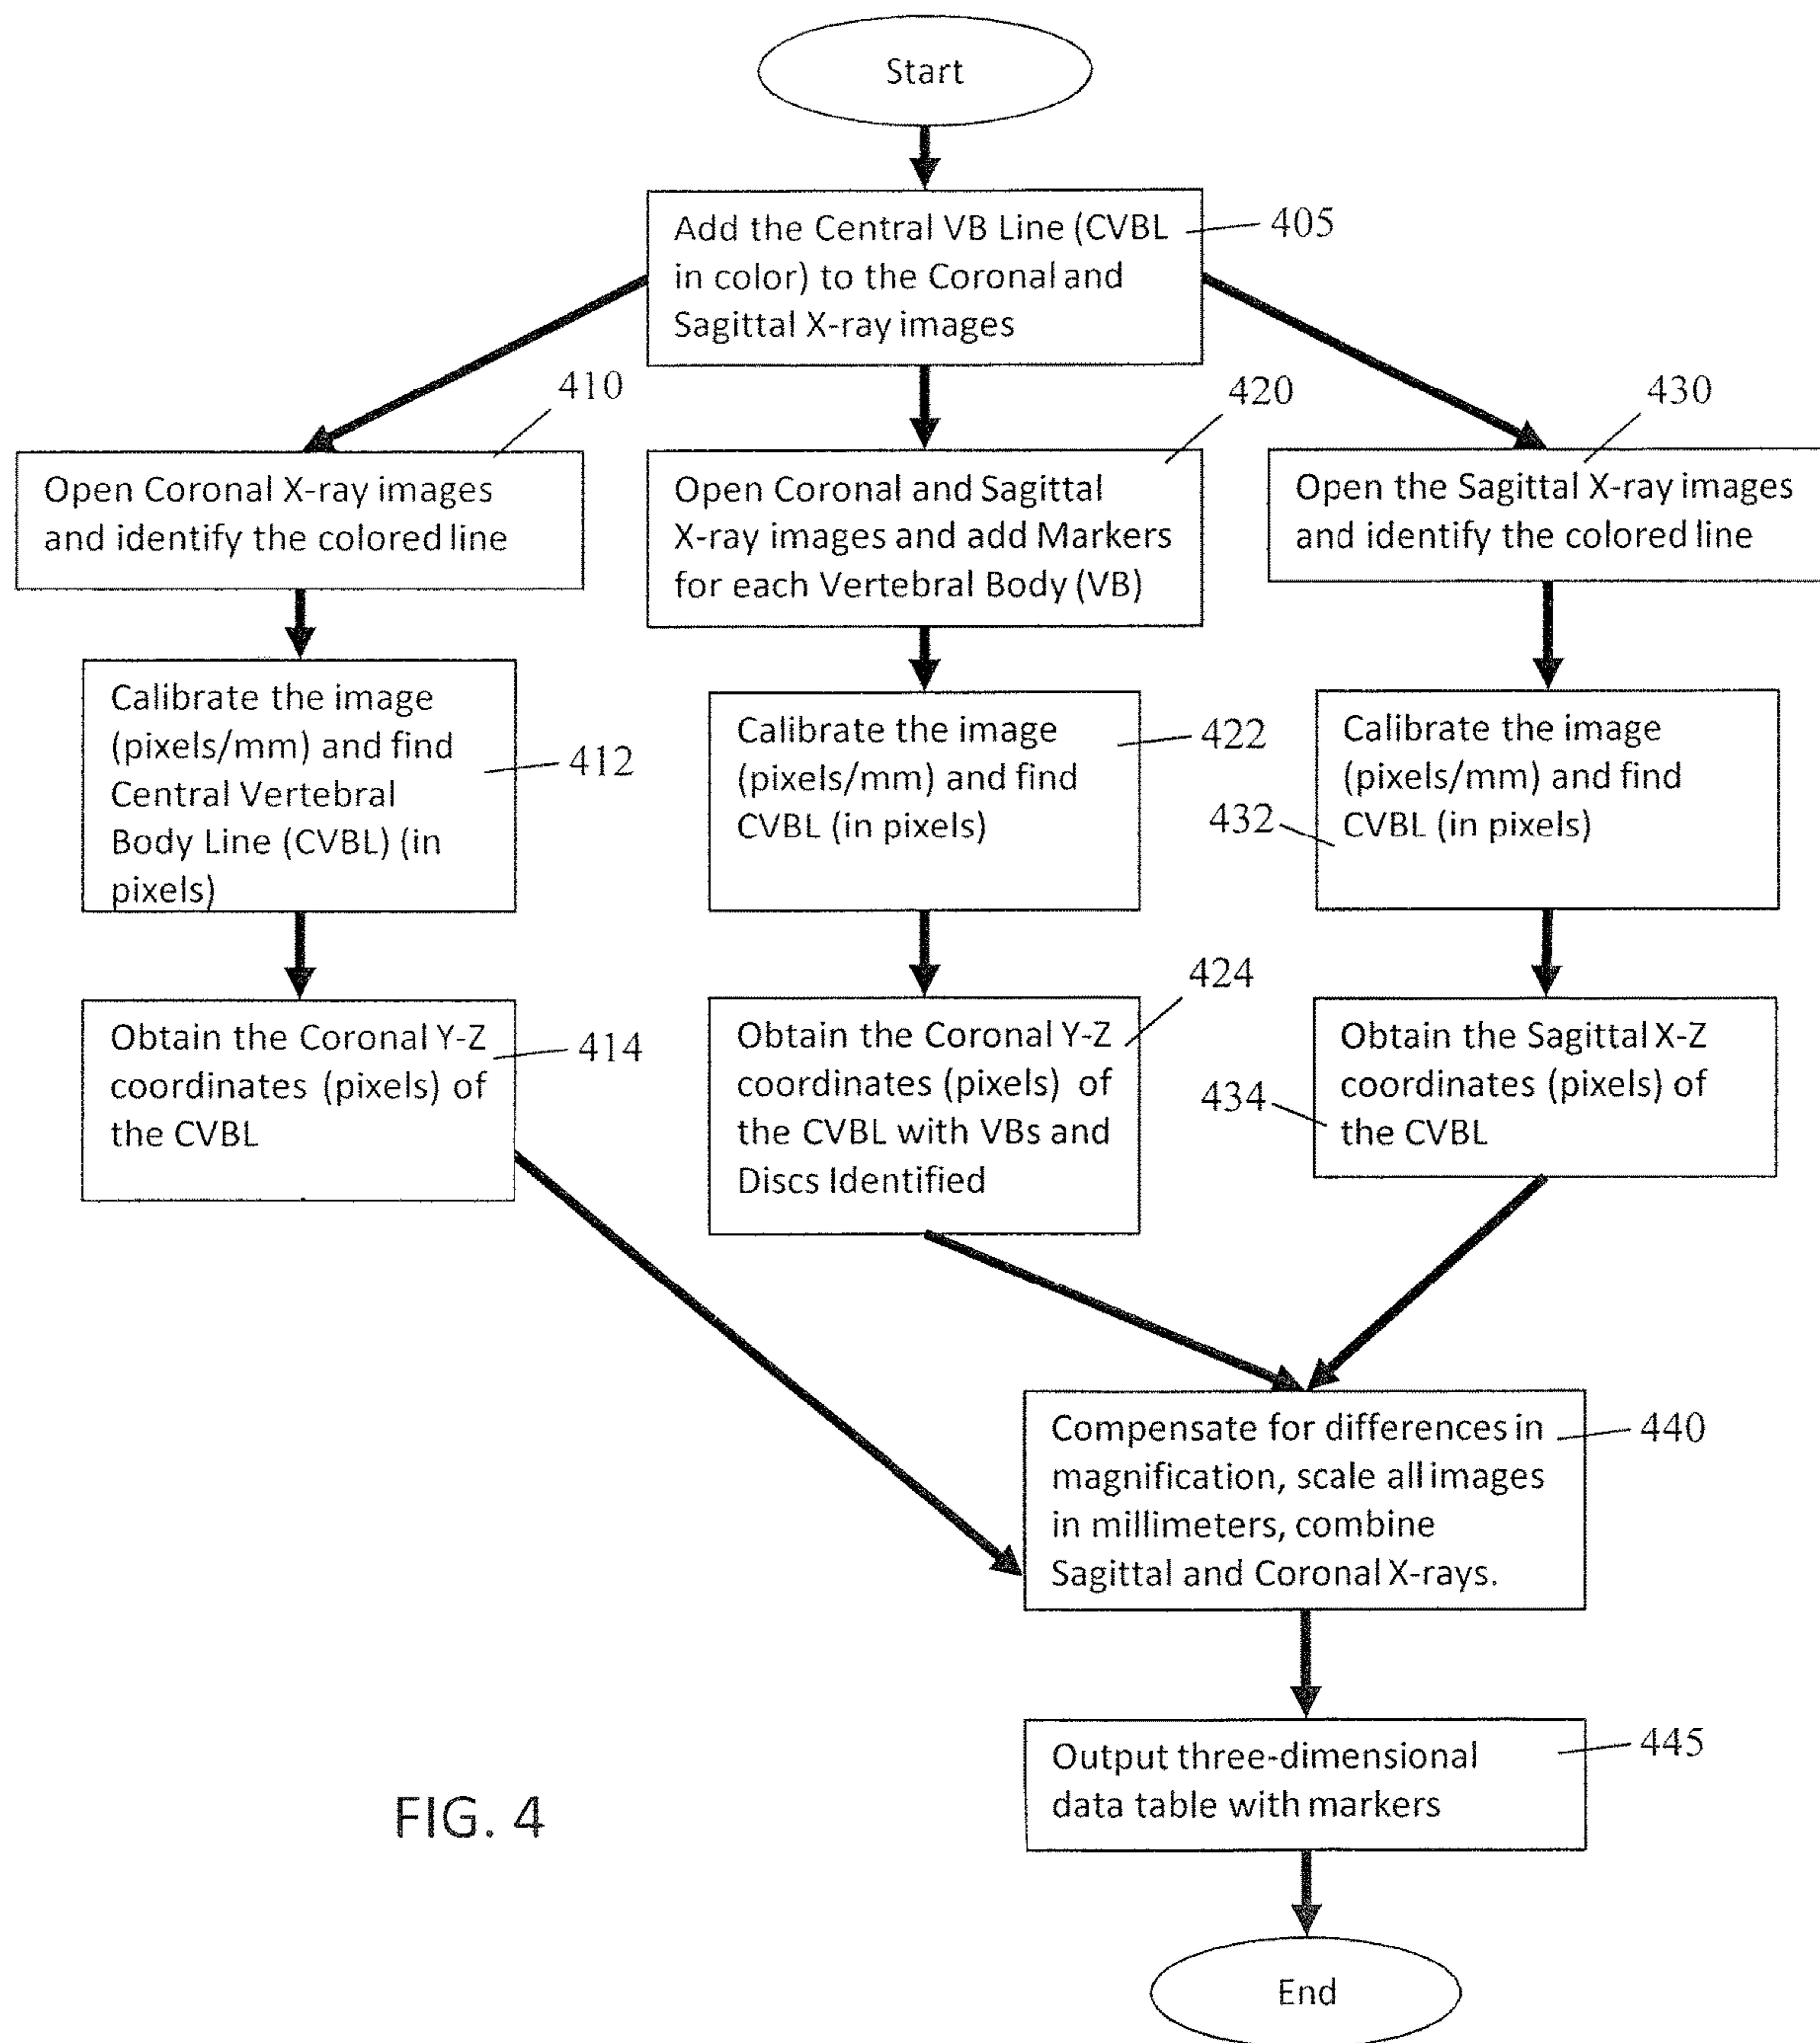 Start
Add the Central VB Line (CVBL
in color) to the Coronal and
Sagittal X-ray images
405
410
Open Coronal X-ray images
and identify the colored line
420
Open Coronal and Sagittal
X-ray images and add Markers
for each Vertebral Body (VB)
430
Open the Sagittal X-ray images
and identify the colored line
Calibrate the image
(pixels/mm) and find
Central Vertebral
Body Line (CVBL) (in
pixels)
412
Calibrate the image
(pixels/mm) and find
CVBL (in pixels)
422
Calibrate the image
(pixels/mm) and find
CVBL (in pixels)
432
Obtain the Coronal Y-Z
coordinates (pixels) of
the CVBL
414
Obtain the Coronal Y-Z
coordinates (pixels) of
the CVBL with VBs and
Discs Identified
424
Obtain the Sagittal X-Z
coordinates (pixels) of
the CVBL
434
Compensate for differences in
magnification, scale all images
in millimeters, combine
Sagittal and Coronal X-rays.
440
Output three-dimensional
data table with markers
445
FIG. 4
End